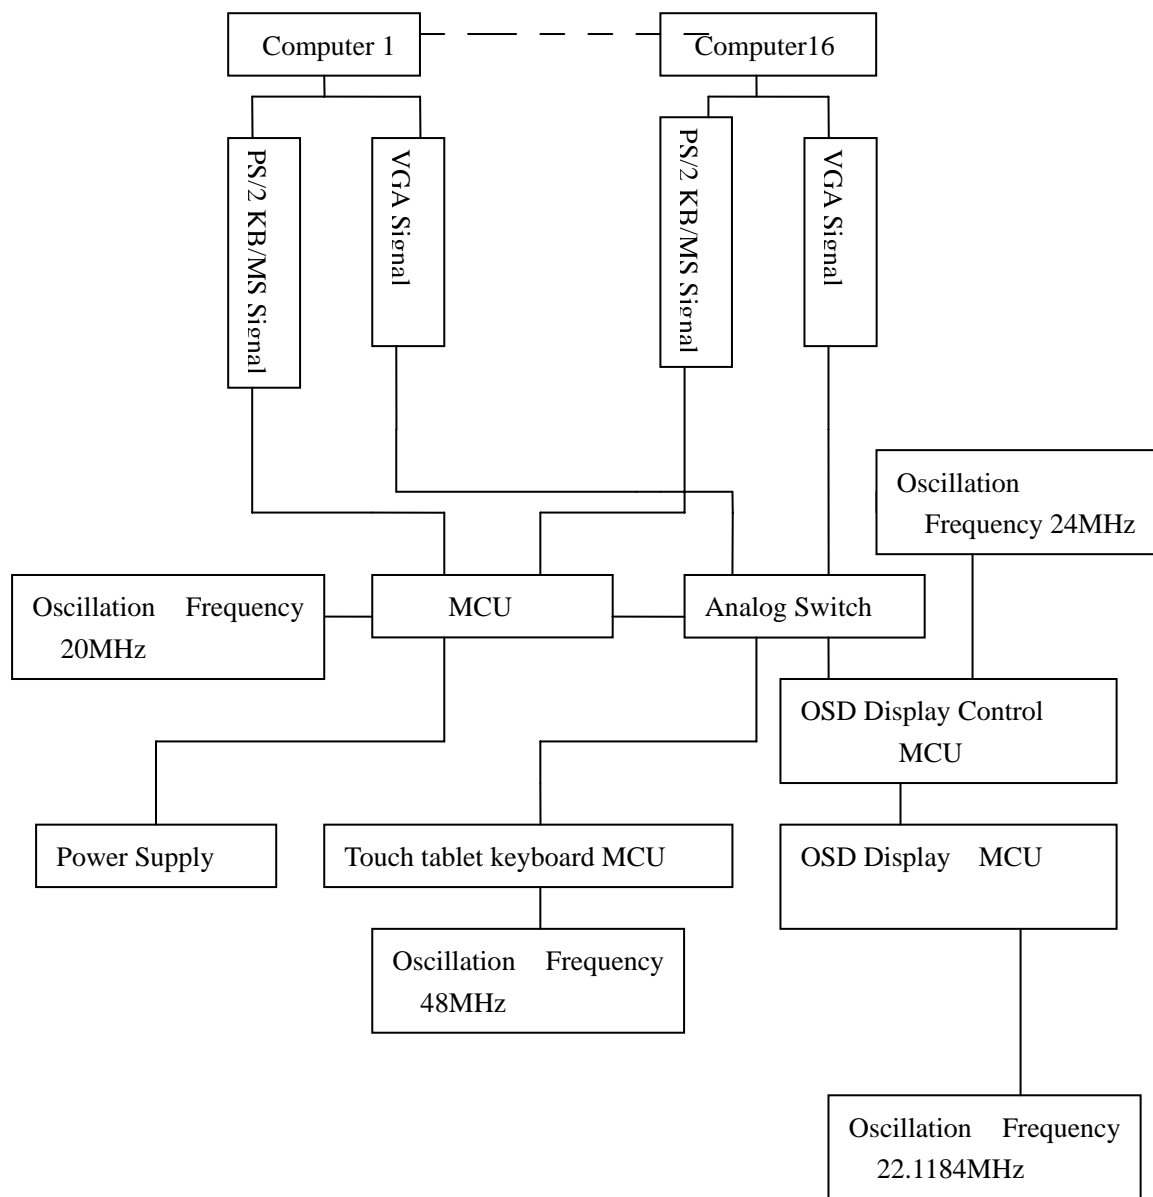 Computer 1
Computer16
PS/2 KB/MS Signal
VGA Signal
PS/2 KB/MS Signal
VGA Signal
Oscillation
Frequency 24MHz
Oscillation Frequency
20MHz
MCU
Analog Switch
OSD Display Control
MCU
Power Supply
Touch tablet keyboard MCU
OSD Display MCU
Oscillation Frequency
48MHz
Oscillation Frequency
22.1184MHz